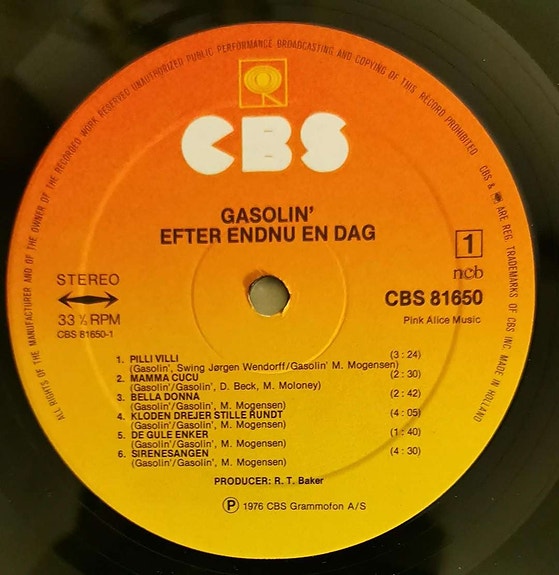 ALL RIGHTS OF THE MANUFACTURER AND OF THE OWNER OF THE RECORDED WORK RESERVED UNAUTHORIZED PUBLIC PERFORMANCE BROADCASTING AND COPYING OF THIS RECORD PROHIBITED CBS & ARE REG. TRADEMARKS OF CBS INC. MADE IN HOLLAND
CBS
GASOLIN'
EFTER ENDNU EN DAG
1
STEREO
ncb
33 ⅓ RPM
CBS 81650
CBS 81650-1
Pink Alice Music
1. PILLI VILLI (3 : 24)
(Gasolin', Swing Jørgen Wendorff/Gasolin' M. Mogensen)
2. MAMMA CUCU (2 : 30)
(Gasolin'/Gasolin', D. Beck, M. Moloney)
3. BELLA DONNA (2 : 42)
(Gasolin'/Gasolin', M. Mogensen)
4. KLODEN DREJER STILLE RUNDT (4 : 05)
(Gasolin'/Gasolin', M. Mogensen)
5. DE GULE ENKER (1 : 40)
(Gasolin'/Gasolin', M. Mogensen)
6. SIRENESANGEN (4 : 30)
(Gasolin'/Gasolin', M. Mogensen)
PRODUCER: R. T. Baker
Ⓟ 1976 CBS Grammofon A/S